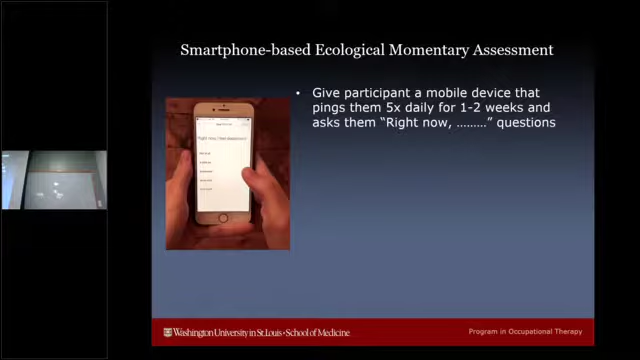 Smartphone-based Ecological Momentary Assessment
• Give participant a mobile device that
pings them 5x daily for 1-2 weeks and
asks them “Right now, ………” questions
Washington University in St. Louis • School of Medicine
Program in Occupational Therapy